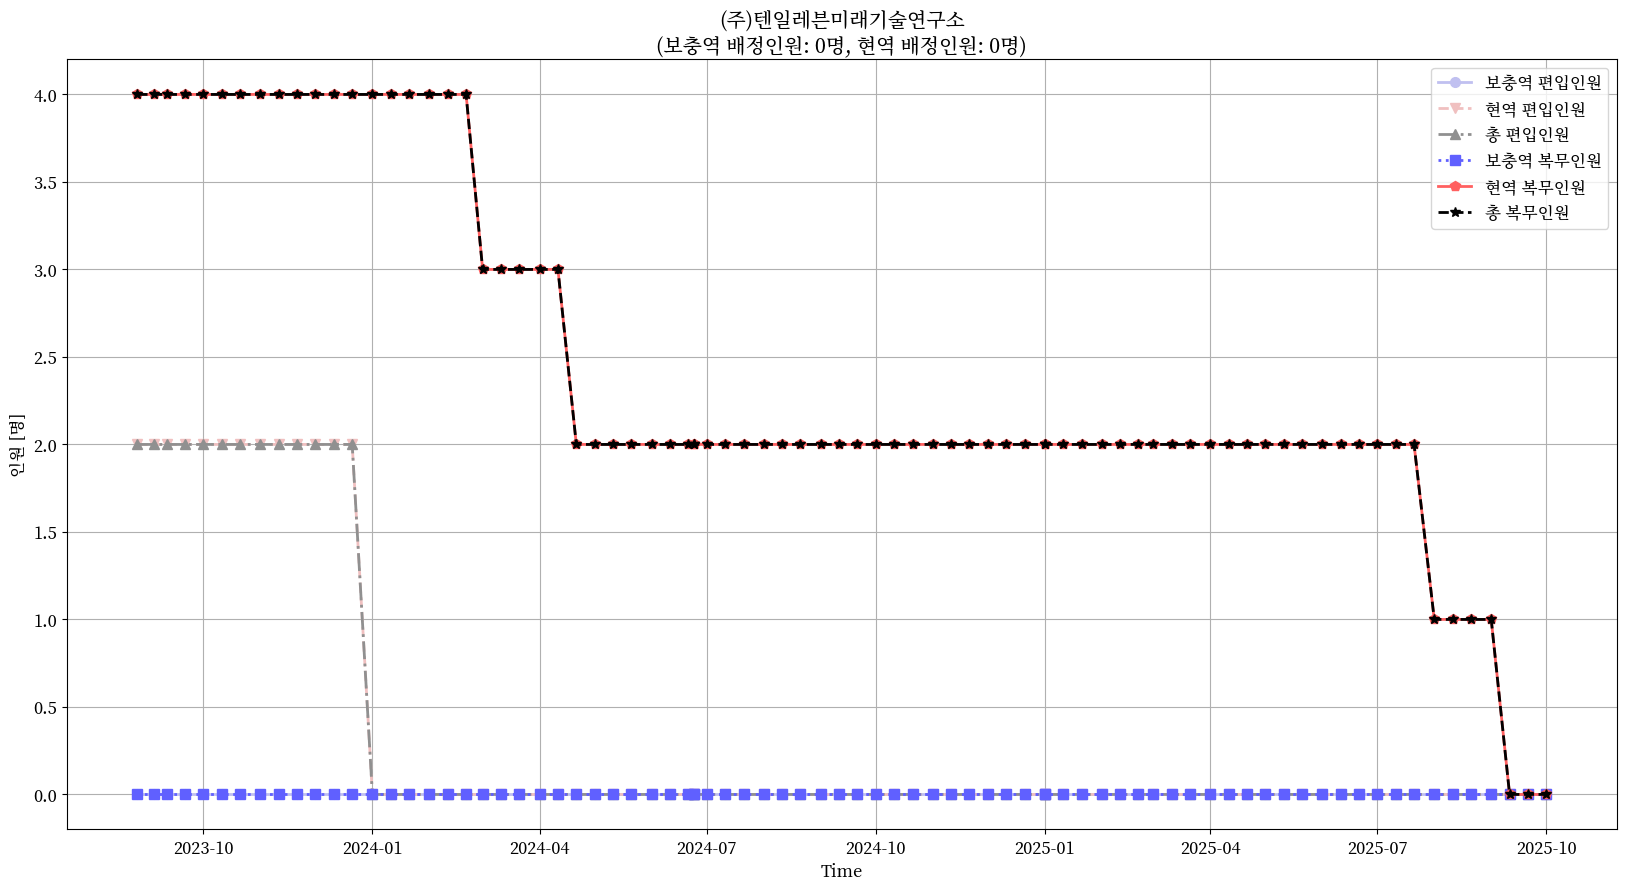 (주)텐일레븐미래기술연구소
(보충역 배정인원: 0명, 현역 배정인원: 0명)
보충역 편입인원
현역 편입인원
총 편입인원
보충역 복무인원
현역 복무인원
총 복무인원
4.0
3.5
3.0
2.5
2.0
1.5
1.0
0.5
0.0
인원 [명]
2023-10
2024-01
2024-04
2024-07
2024-10
2025-01
2025-04
2025-07
2025-10
Time